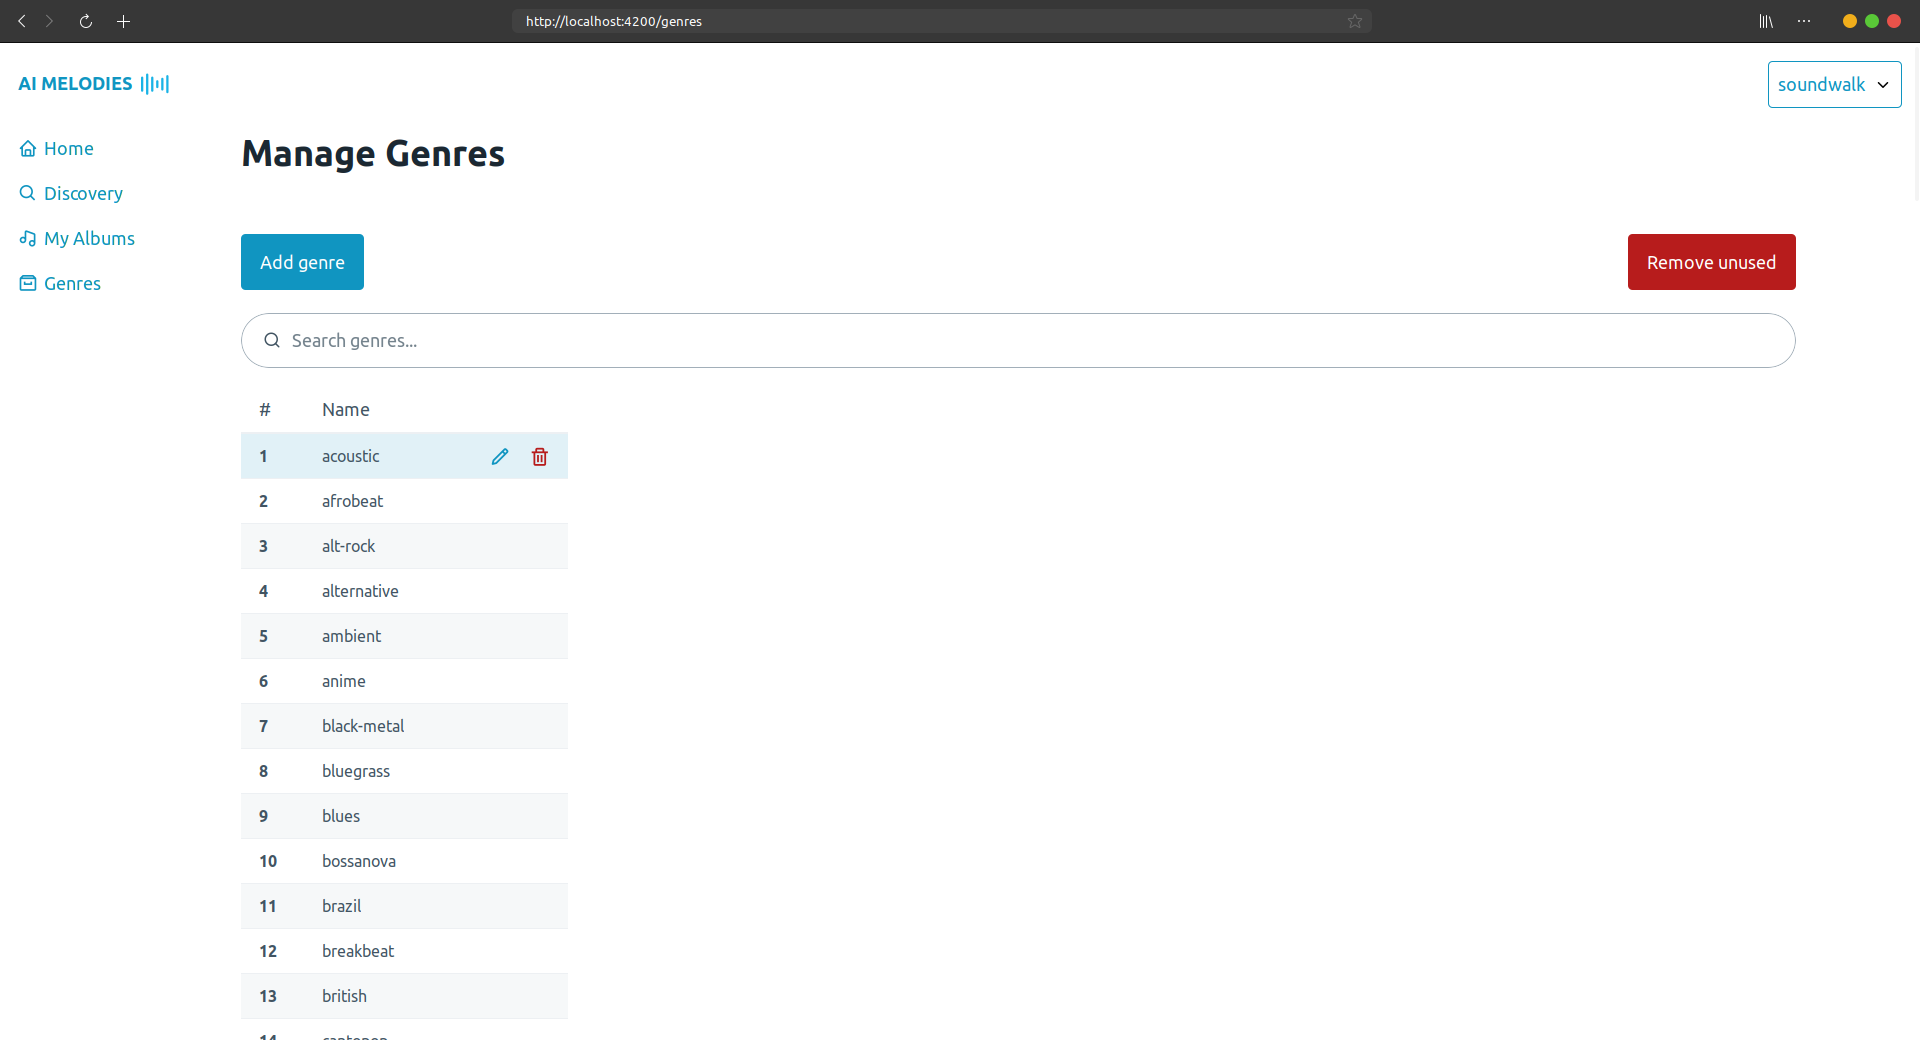 http://localhost:4200/genres
AI MELODIES
soundwalk
Home
Discovery
My Albums
Genres
Manage Genres
Add genre
Remove unused
Search genres...
# Name
1 acoustic
2 afrobeat
3 alt-rock
4 alternative
5 ambient
6 anime
7 black-metal
8 bluegrass
9 blues
10 bossanova
11 brazil
12 breakbeat
13 british